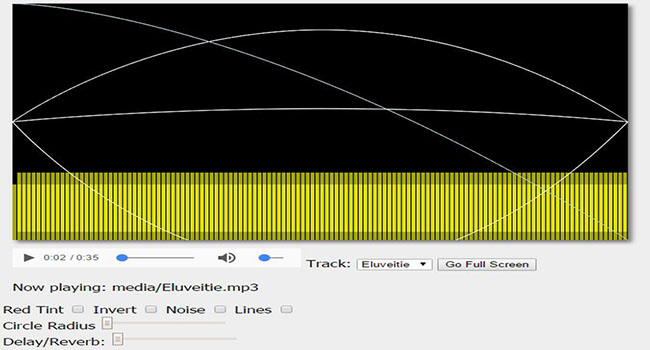 0:02 / 0:35
Track: Eluveitie Go Full Screen
Now playing: media/Eluveitie.mp3
Red Tint Invert Noise Lines
Circle Radius
Delay/Reverb: